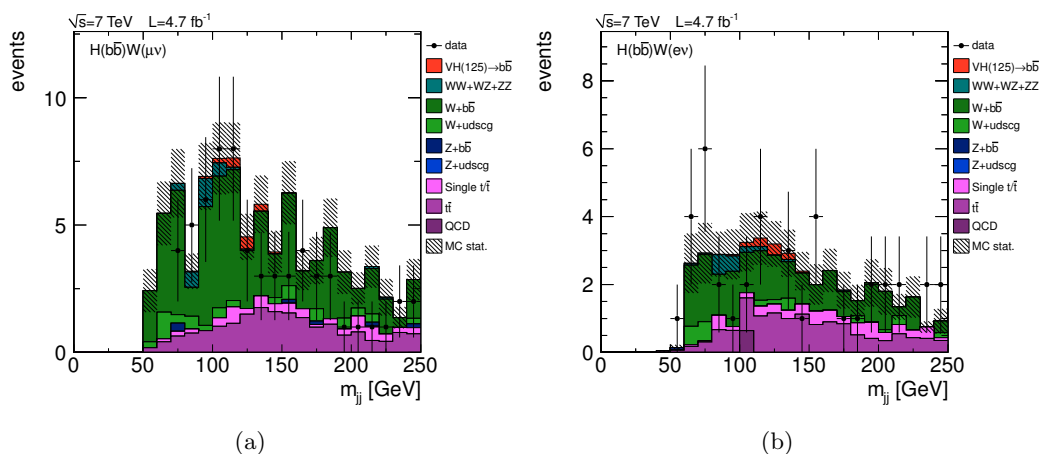 √s=7 TeV L=4.7 fb⁻¹
events
H(bb̅)W(μν)
data
VH(125)→bb̅
WW+WZ+ZZ
W+bb̅
W+udscg
Z+bb̅
Z+udscg
Single t/t̅
tt̅
QCD
MC stat.
10
5
0
0 50 100 150 200 250
m_jj [GeV]
(a)
√s=7 TeV L=4.7 fb⁻¹
events
H(bb̅)W(eν)
data
VH(125)→bb̅
WW+WZ+ZZ
W+bb̅
W+udscg
Z+bb̅
Z+udscg
Single t/t̅
tt̅
QCD
MC stat.
8
6
4
2
0
0 50 100 150 200 250
m_jj [GeV]
(b)